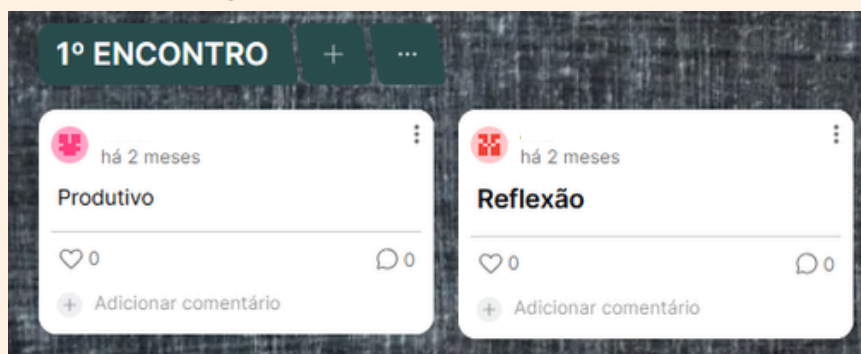 1º ENCONTRO + ...
há 2 meses
Produtivo
0 0
+ Adicionar comentário
há 2 meses
Reflexão
0 0
+ Adicionar comentário